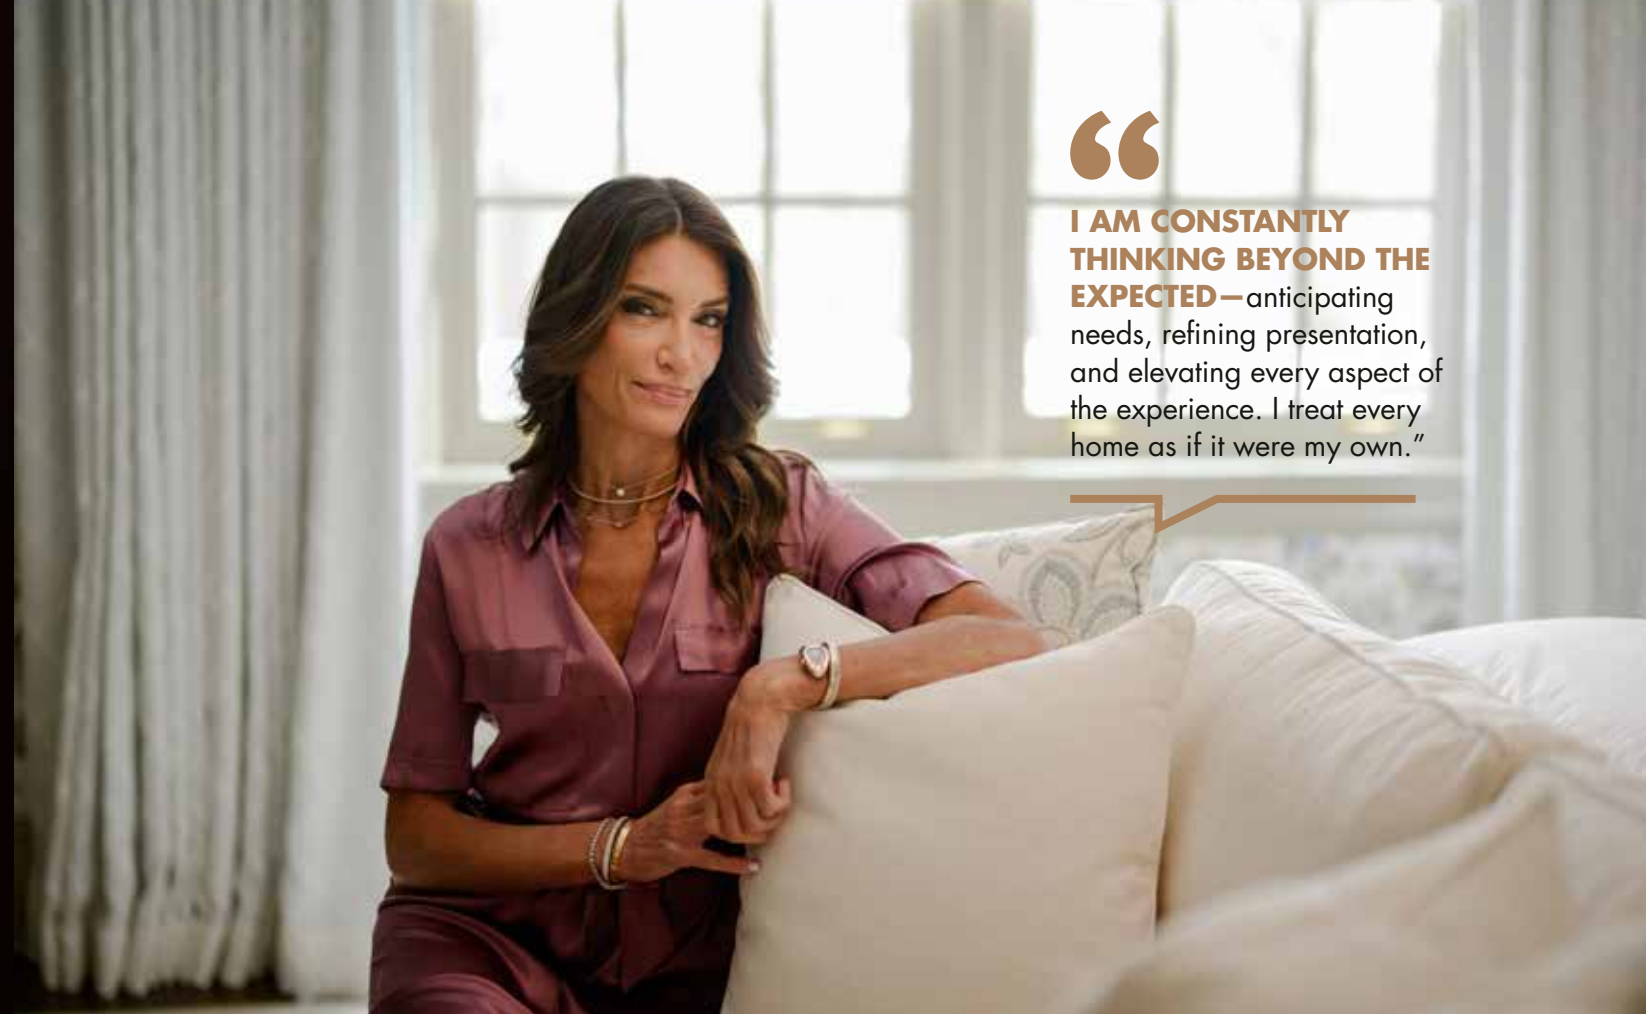 “
I AM CONSTANTLY
THINKING BEYOND THE
EXPECTED—anticipating
needs, refining presentation,
and elevating every aspect of
the experience. I treat every
home as if it were my own.”